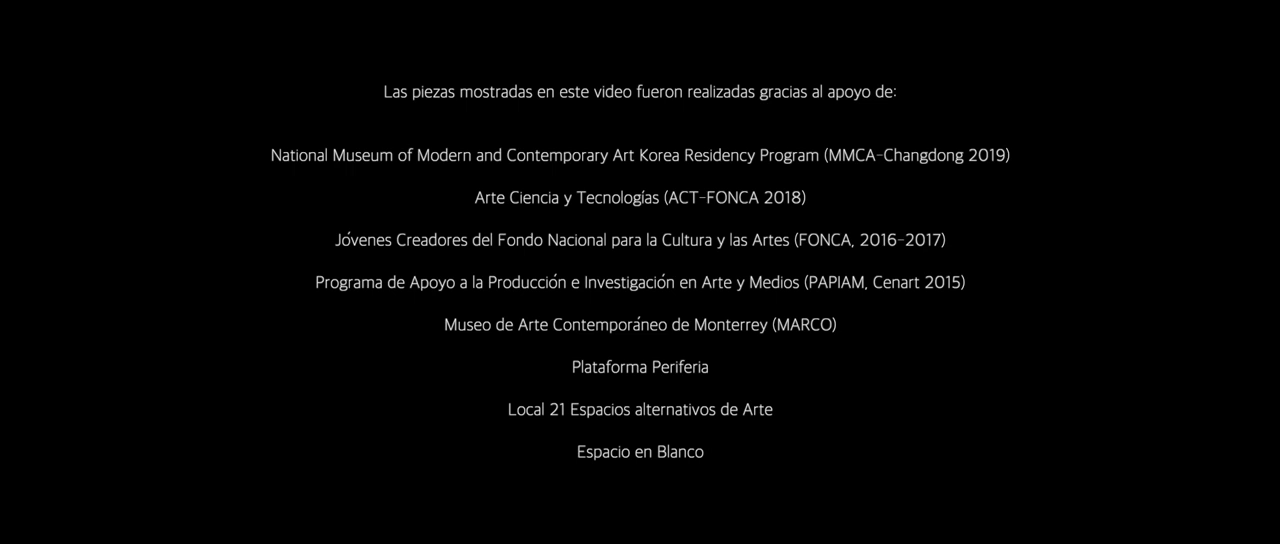 Las piezas mostradas en este video fueron realizadas gracias al apoyo de:
National Museum of Modern and Contemporary Art Korea Residency Program (MMCA-Changdong 2019)
Arte Ciencia y Tecnologías (ACT-FONCA 2018)
Jóvenes Creadores del Fondo Nacional para la Cultura y las Artes (FONCA, 2016-2017)
Programa de Apoyo a la Producción e Investigación en Arte y Medios (PAPIAM, Cenart 2015)
Museo de Arte Contemporáneo de Monterrey (MARCO)
Plataforma Periferia
Local 21 Espacios alternativos de Arte
Espacio en Blanco